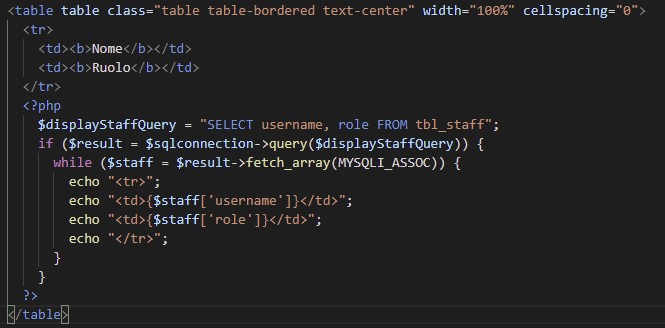 <table table class="table table-bordered text-center" width="100%" cellspacing="0">
<tr>
<td><b>Nome</b></td>
<td><b>Ruolo</b></td>
</tr>
<?php
$displayStaffQuery = "SELECT username, role FROM tbl_staff";
if ($result = $sqlconnection->query($displayStaffQuery)) {
while ($staff = $result->fetch_array(MYSQLI_ASSOC)) {
echo "<tr>";
echo "<td>{$staff['username']}</td>";
echo "<td>{$staff['role']}</td>";
echo "</tr>";
}
}
?>
</table>